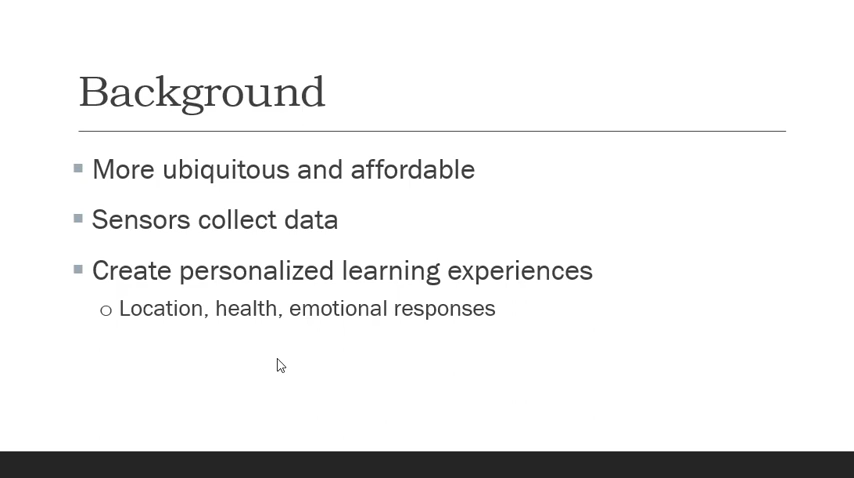 Background
More ubiquitous and affordable
Sensors collect data
Create personalized learning experiences
Location, health, emotional responses